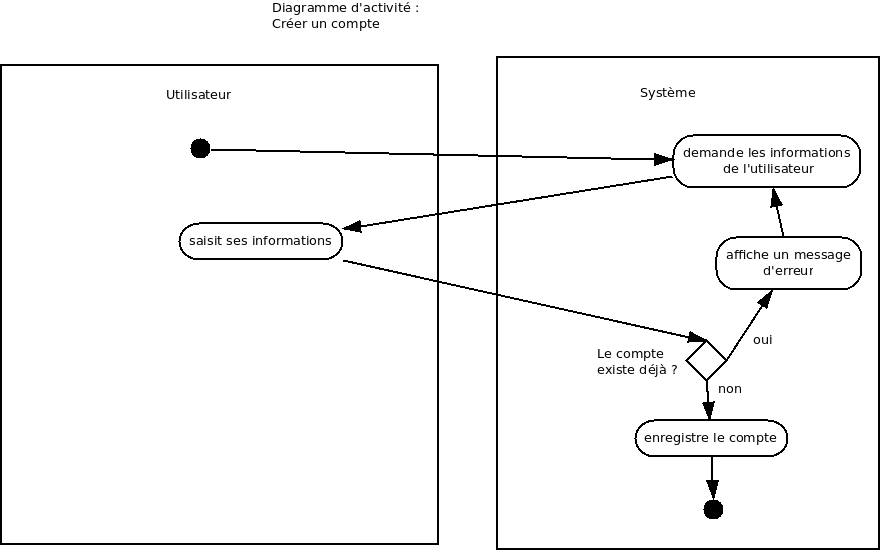 Diagramme d'activité :
Créer un compte
Utilisateur
Système
demande les informations
de l'utilisateur
saisit ses informations
affiche un message
d'erreur
oui
Le compte
existe déjà ?
non
enregistre le compte